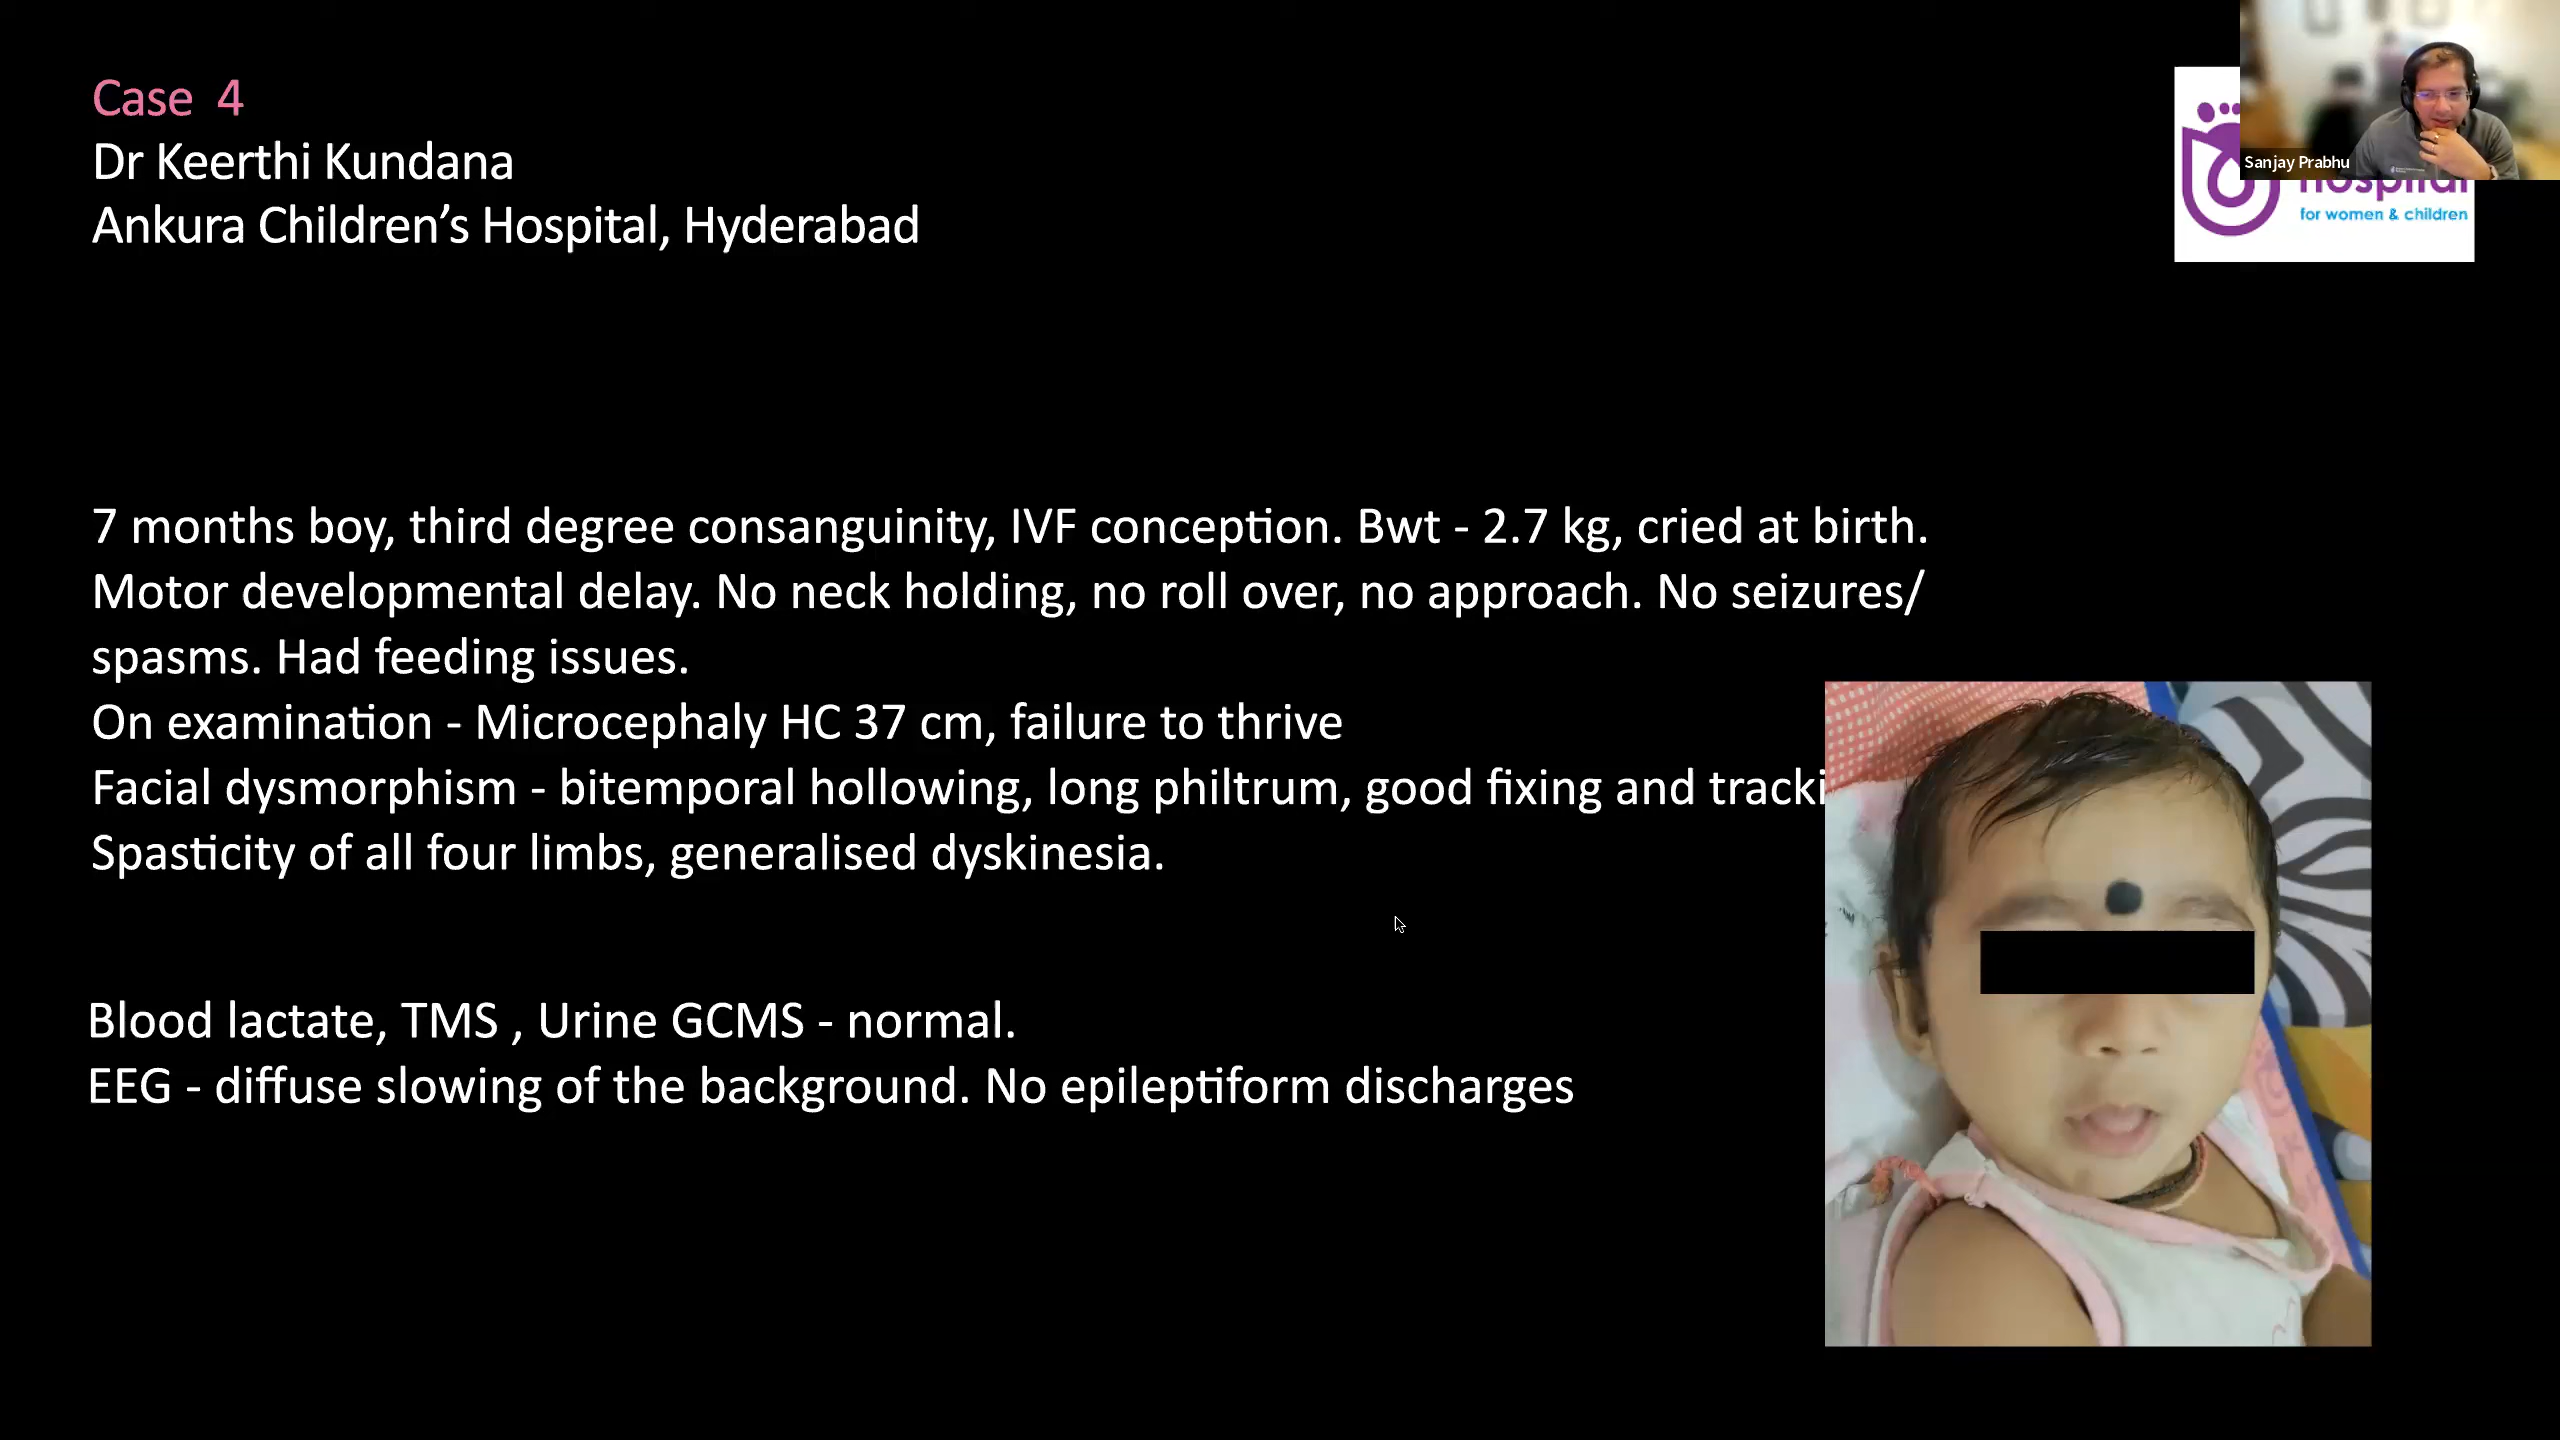 Case 4
Dr Keerthi Kundana
Ankura Children's Hospital, Hyderabad
Sanjay Prabhu
hospital
for women & children
7 months boy, third degree consanguinity, IVF conception. Bwt - 2.7 kg, cried at birth.
Motor developmental delay. No neck holding, no roll over, no approach. No seizures/
spasms. Had feeding issues.
On examination - Microcephaly HC 37 cm, failure to thrive
Facial dysmorphism - bitemporal hollowing, long philtrum, good fixing and tracki
Spasticity of all four limbs, generalised dyskinesia.
Blood lactate, TMS , Urine GCMS - normal.
EEG - diffuse slowing of the background. No epileptiform discharges